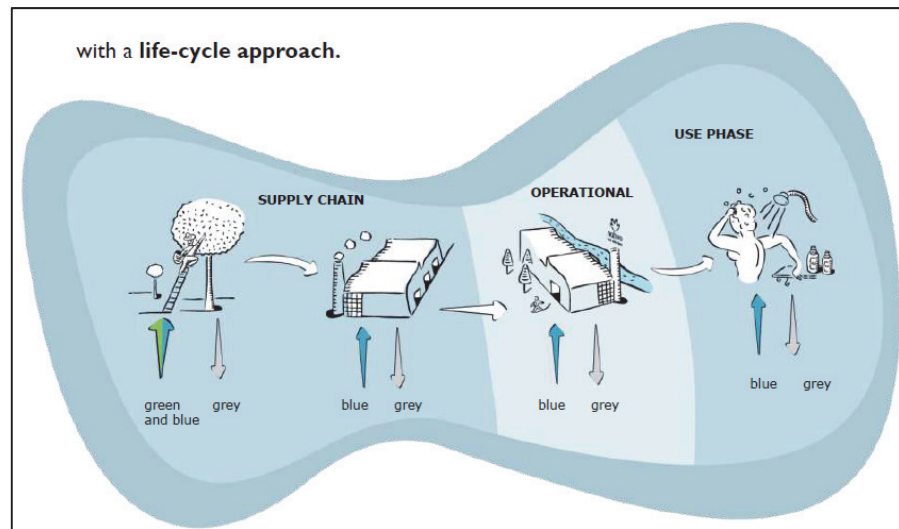 with a life-cycle approach.
USE PHASE
SUPPLY CHAIN
OPERATIONAL
green and blue
grey
blue
grey
blue
grey
blue
grey